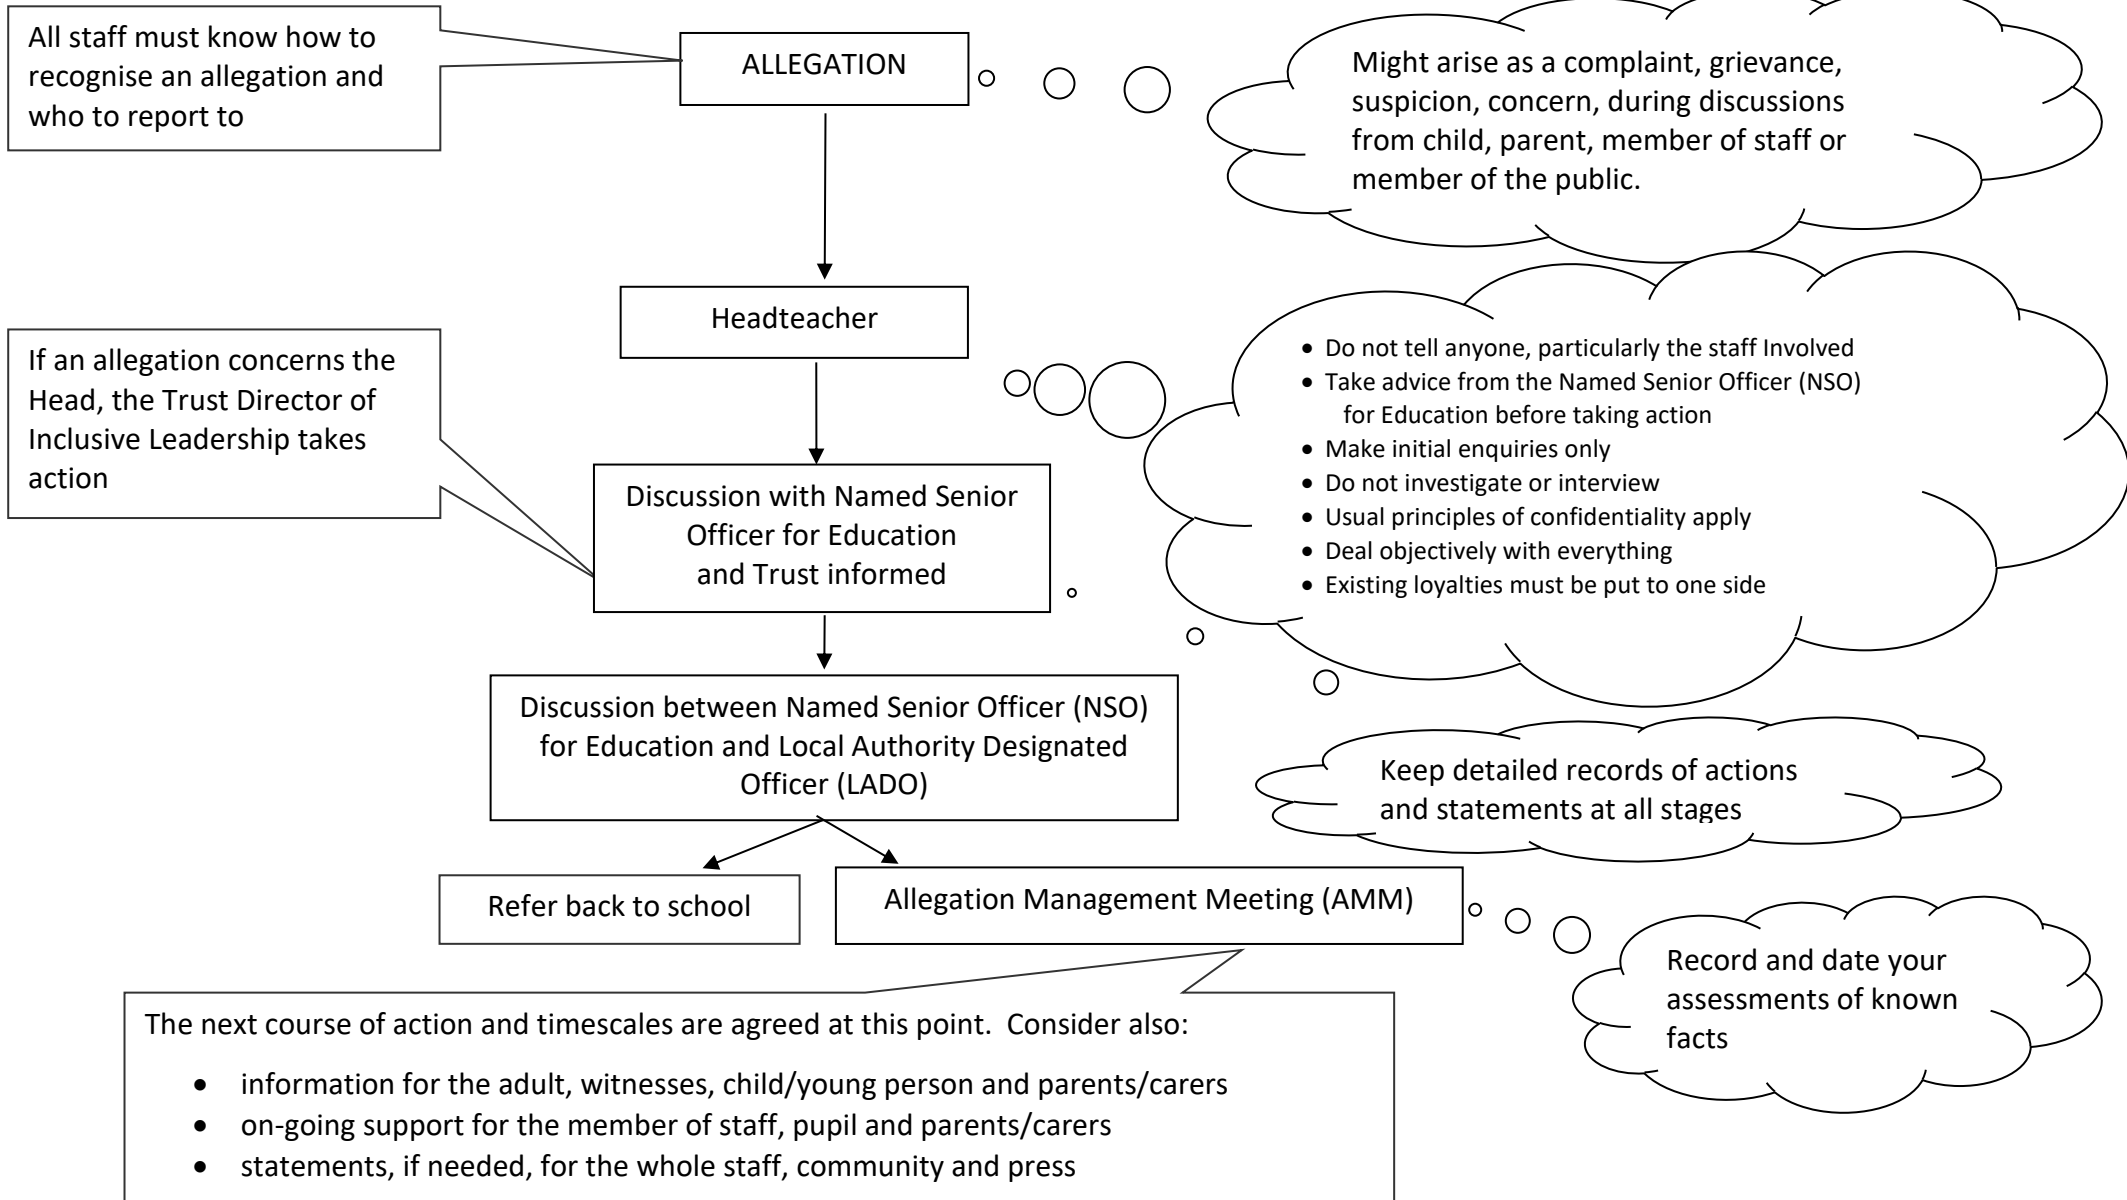 All staff must know how to
recognise an allegation and
who to report to
ALLEGATION
Might arise as a complaint, grievance,
suspicion, concern, during discussions
from child, parent, member of staff or
member of the public.
Headteacher
If an allegation concerns the
Head, the Trust Director of
Inclusive Leadership takes
action
• Do not tell anyone, particularly the staff Involved
• Take advice from the Named Senior Officer (NSO)
for Education before taking action
• Make initial enquiries only
• Do not investigate or interview
• Usual principles of confidentiality apply
• Deal objectively with everything
• Existing loyalties must be put to one side
Discussion with Named Senior
Officer for Education
and Trust informed
Discussion between Named Senior Officer (NSO)
for Education and Local Authority Designated
Officer (LADO)
Keep detailed records of actions
and statements at all stages
Refer back to school
Allegation Management Meeting (AMM)
Record and date your
assessments of known
facts
The next course of action and timescales are agreed at this point.  Consider also:
• information for the adult, witnesses, child/young person and parents/carers
• on-going support for the member of staff, pupil and parents/carers
• statements, if needed, for the whole staff, community and press